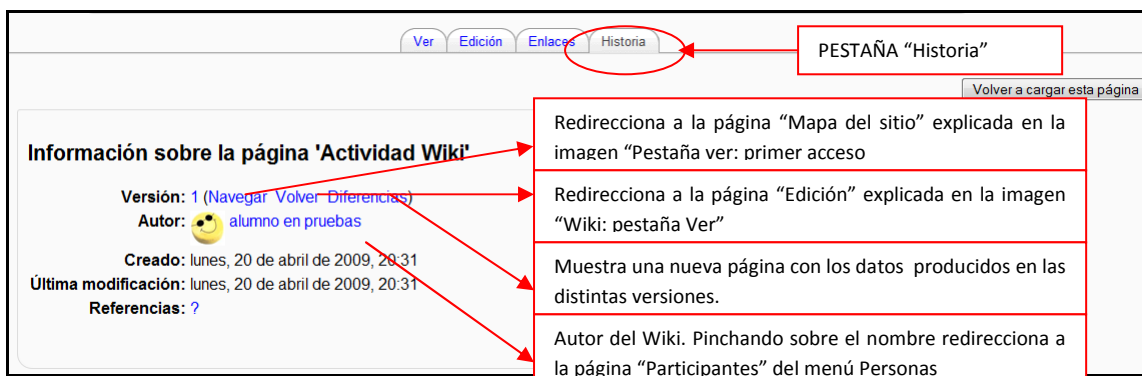 Ver Edición Enlaces Historia
PESTAÑA “Historia”
Volver a cargar esta página
Información sobre la página 'Actividad Wiki'
Versión: 1 (Navegar Volver Diferencias)
Autor: alumno en pruebas
Creado: lunes, 20 de abril de 2009, 20:31
Última modificación: lunes, 20 de abril de 2009, 20:31
Referencias: ?
Redirecciona a la página “Mapa del sitio” explicada en la
imagen “Pestaña ver: primer acceso
Redirecciona a la página “Edición” explicada en la imagen
“Wiki: pestaña Ver”
Muestra una nueva página con los datos producidos en las
distintas versiones.
Autor del Wiki. Pinchando sobre el nombre redirecciona a
la página “Participantes” del menú Personas